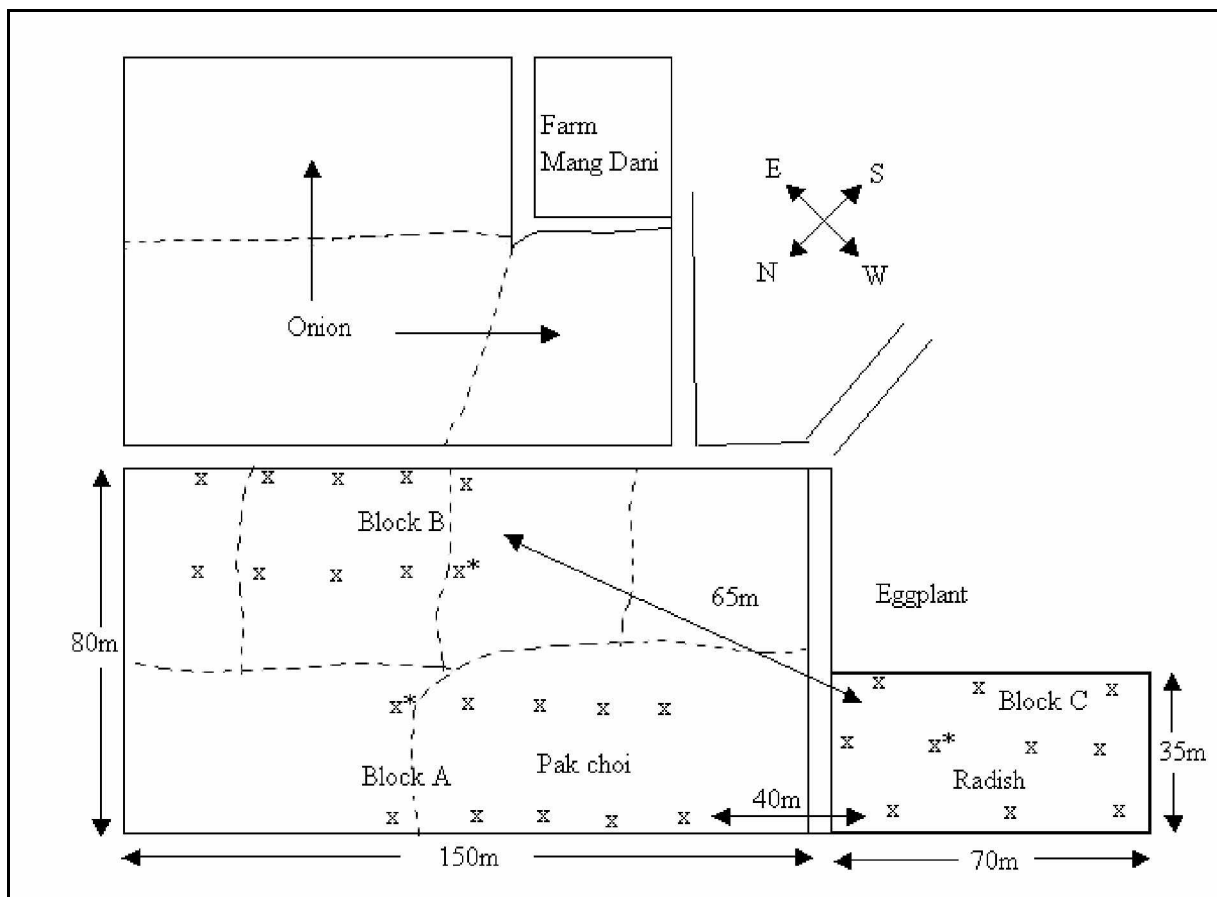 Farm
Mang Dani
E
S
N
W
Onion
x x x x x
Block B
x x x x x*
65m
Eggplant
80m
x x x
Block C
x* x x x x
x x* x x
35m
Block A
Pak choi
Radish
40m
x x x x x
x x x
150m
70m